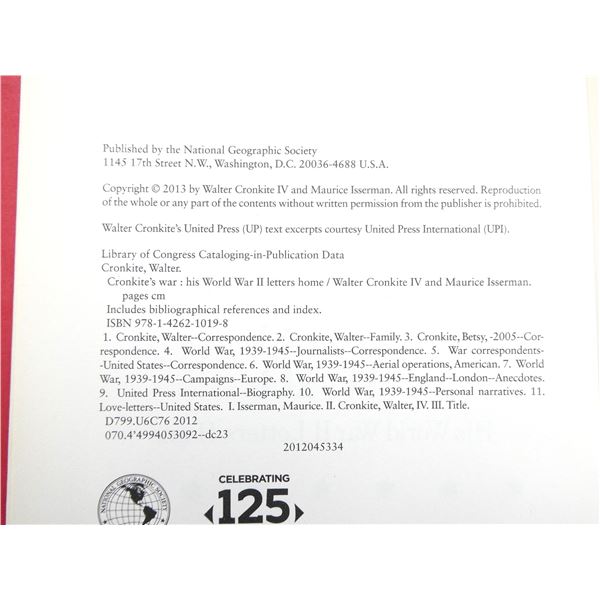 Published by the National Geographic Society
1145 17th Street N.W., Washington, D.C. 20036-4688 U.S.A.
Copyright © 2013 by Walter Cronkite IV and Maurice Isserman. All rights reserved. Reproduction
of the whole or any part of the contents without written permission from the publisher is prohibited.
Walter Cronkite's United Press (UP) text excerpts courtesy United Press International (UPI).
Library of Congress Cataloging-in-Publication Data
Cronkite, Walter.
Cronkite's war : his World War II letters home / Walter Cronkite IV and Maurice Isserman.
pages cm
Includes bibliographical references and index.
ISBN 978-1-4262-1019-8
1. Cronkite, Walter--Correspondence. 2. Cronkite, Walter--Family. 3. Cronkite, Betsy, -2005--Cor-
respondence. 4. World War, 1939-1945--Journalists--Correspondence. 5. War correspondents-
-United States--Correspondence. 6. World War, 1939-1945--Aerial operations, American. 7. World
War, 1939-1945--Campaigns--Europe. 8. World War, 1939-1945--England--London--Anecdotes.
9. United Press International--Biography. 10. World War, 1939-1945--Personal narratives. 11.
Love-letters--United States. I. Isserman, Maurice. II. Cronkite, Walter, IV. III. Title.
D799.U6C76 2012
070.4'4994053092--dc23
2012045334
NATIONAL GEOGRAPHIC SOCIETY
CELEBRATING
125